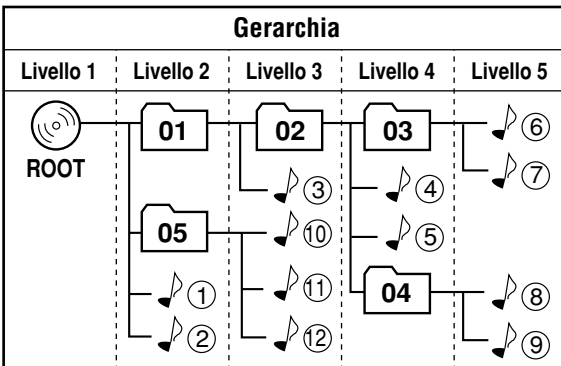 Gerarchia
Livello 1 Livello 2 Livello 3 Livello 4 Livello 5
01 02 03 ⑥
ROOT ⑦
③ ④
05 ⑩ ⑤
① ⑪ 04 ⑧
② ⑫ ⑨